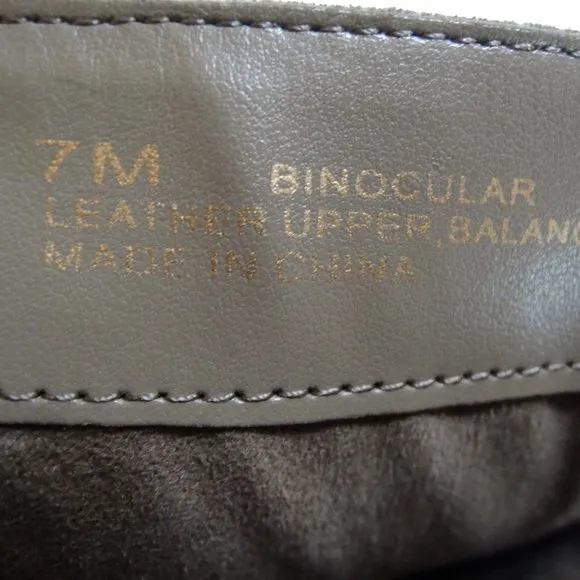 7M BINOCULAR
LEATHER UPPER, BALANC
MADE IN CHINA